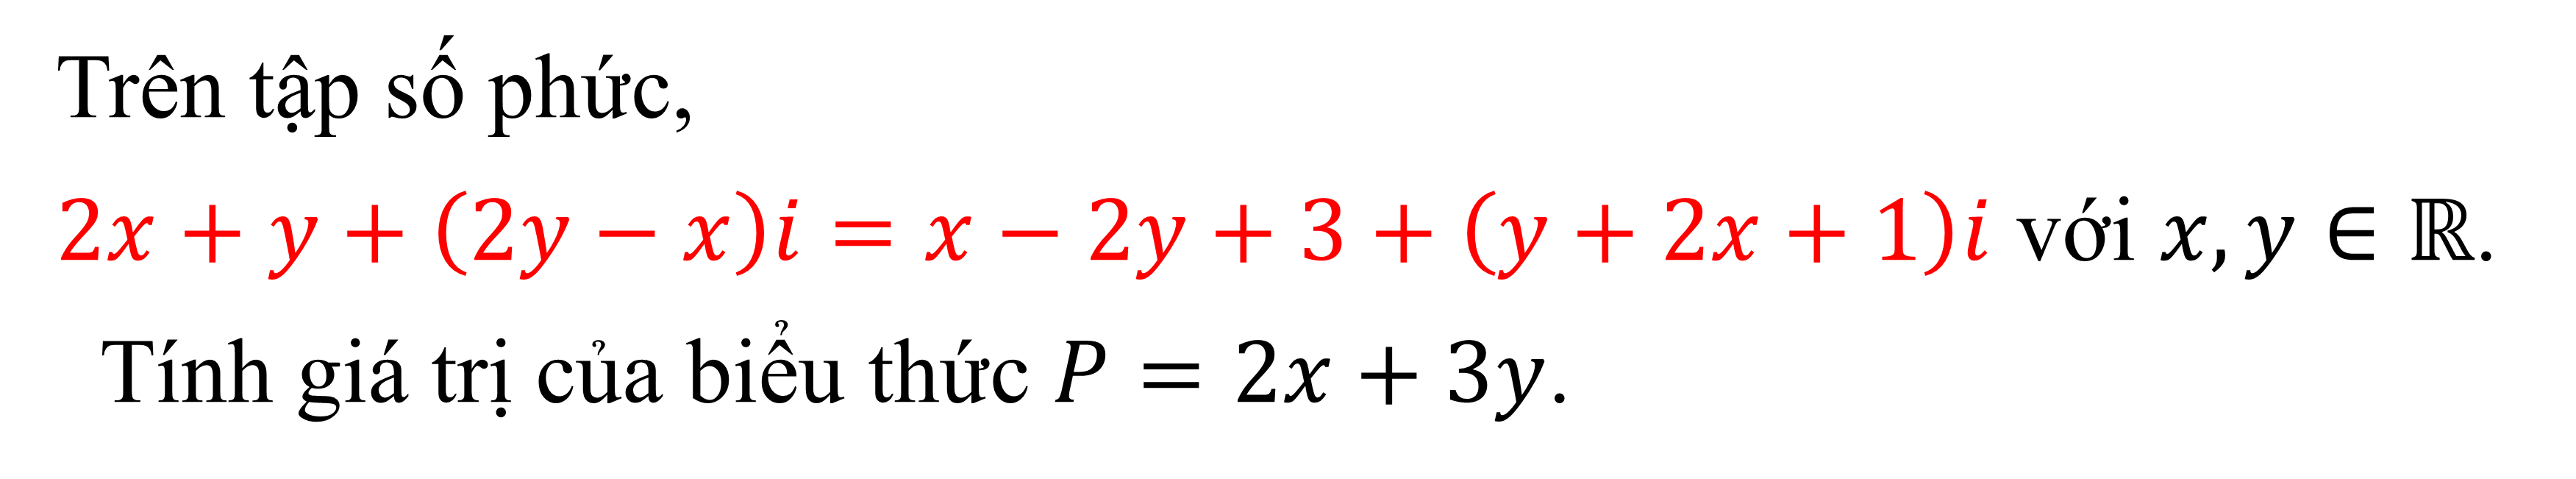 Trên tập số phức,
2x + y + (2y − x)i = x − 2y + 3 + (y + 2x + 1)i với x, y ∈ ℝ.
Tính giá trị của biểu thức P = 2x + 3y.